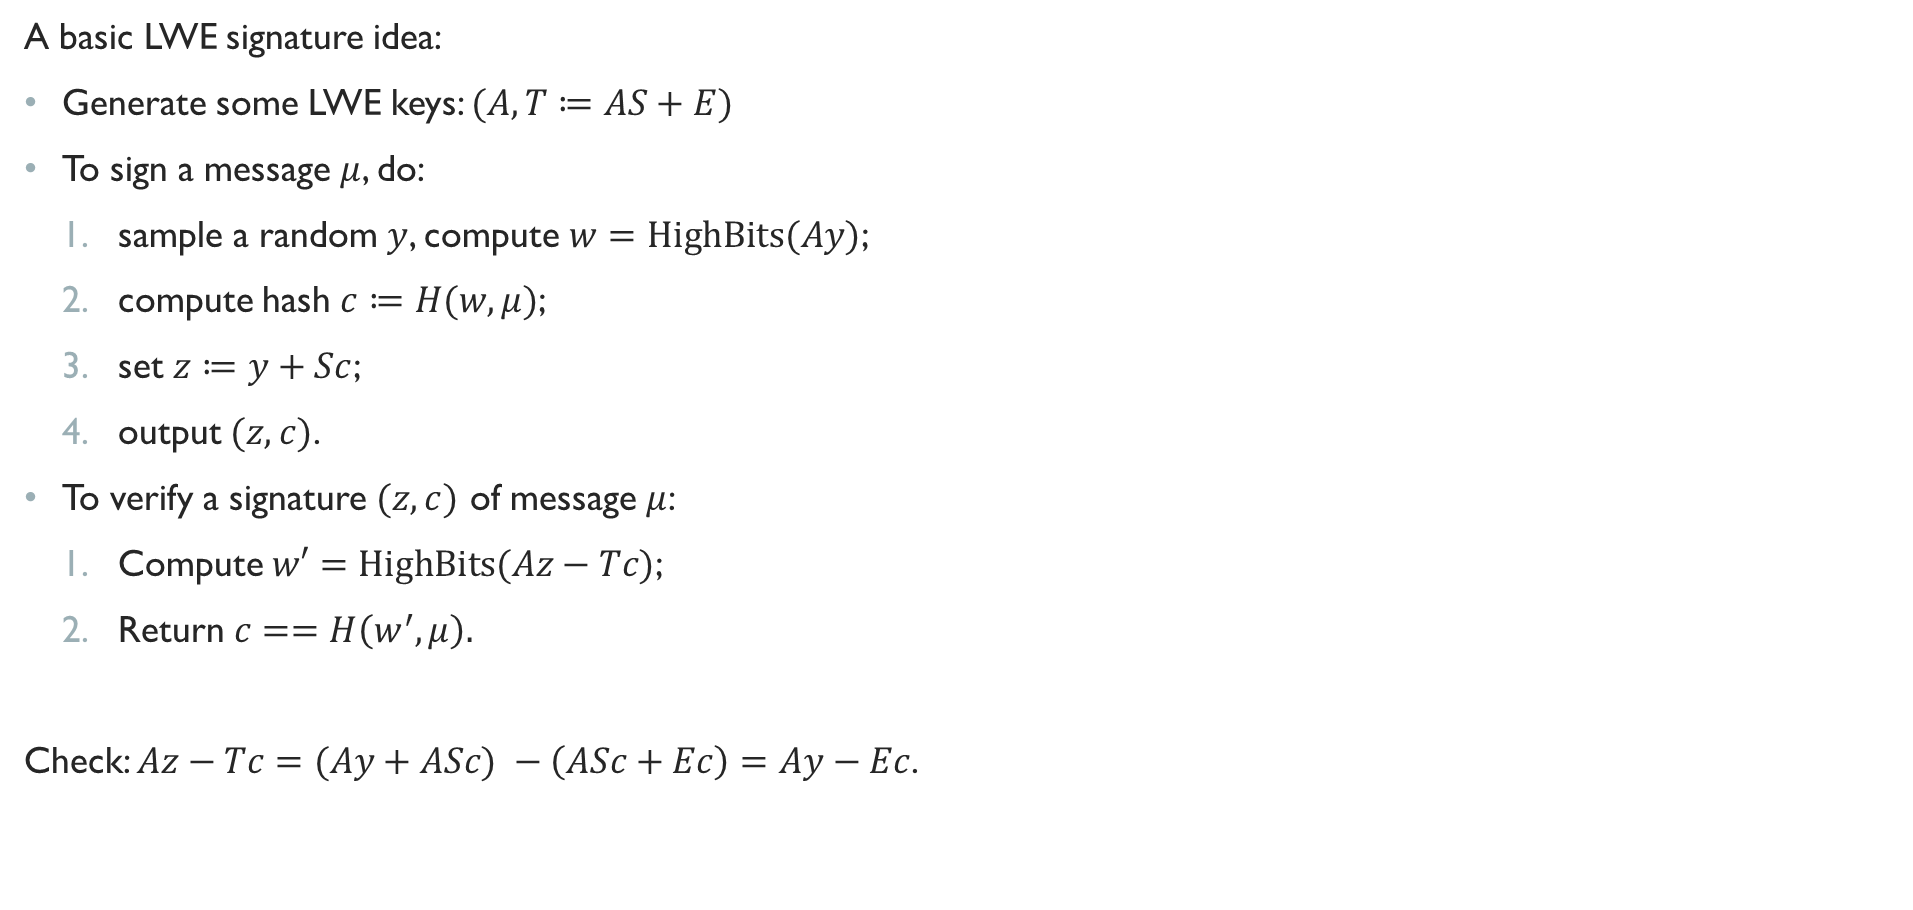 A basic LWE signature idea:
• Generate some LWE keys: (A, T ≔ AS + E)
• To sign a message μ, do:
1. sample a random y, compute w = HighBits(Ay);
2. compute hash c ≔ H(w, μ);
3. set z ≔ y + Sc;
4. output (z, c).
• To verify a signature (z, c) of message μ:
1. Compute w′ = HighBits(Az − Tc);
2. Return c == H(w′, μ).
Check: Az − Tc = (Ay + ASc) − (ASc + Ec) = Ay − Ec.